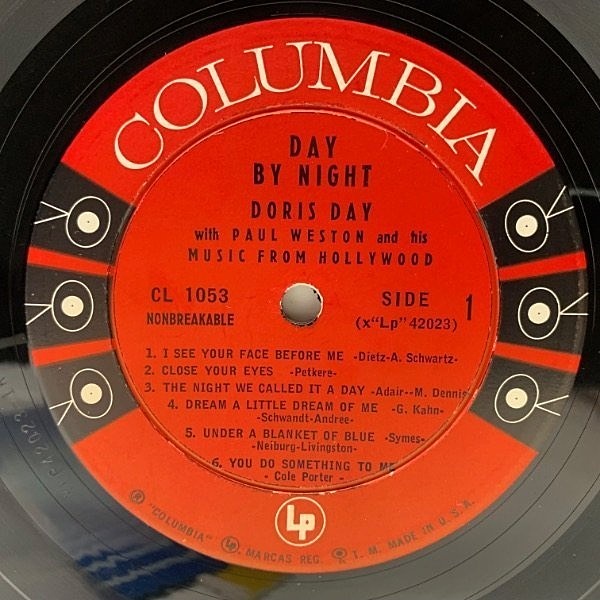 COLUMBIA
DAY
BY NIGHT
DORIS DAY
with PAUL WESTON and his
MUSIC FROM HOLLYWOOD
CL 1053
NONBREAKABLE
SIDE 1
(x"Lp" 42023)
1. I SEE YOUR FACE BEFORE ME -Dietz-A. Schwartz-
2. CLOSE YOUR EYES -Petkere-
3. THE NIGHT WE CALLED IT A DAY -Adair--M. Dennis
4. DREAM A LITTLE DREAM OF ME -G. Kahn-
-Schwandt-Andree-
5. UNDER A BLANKET OF BLUE -Symes-
-Neiburg-Livingston-
6. YOU DO SOMETHING TO ME
- Cole Porter -
Lp
® "COLUMBIA" Lp, MARCAS REG. T. M. MADE IN U.S.A.